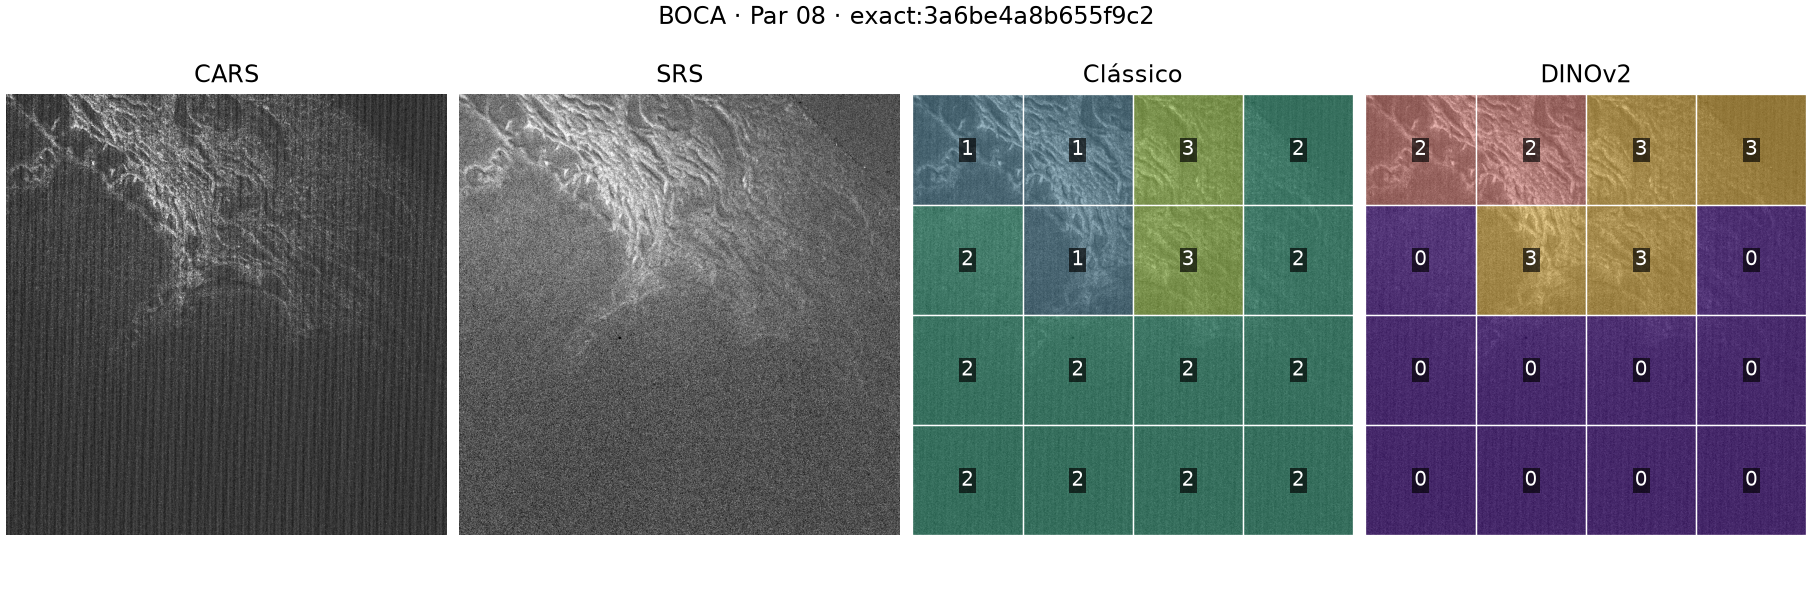 BOCA · Par 08 · exact:3a6be4a8b655f9c2
CARS SRS Clássico DINOv2
1 1 3 2 2 2 3 3
2 1 3 2 0 3 3 0
2 2 2 2 0 0 0 0
2 2 2 2 0 0 0 0